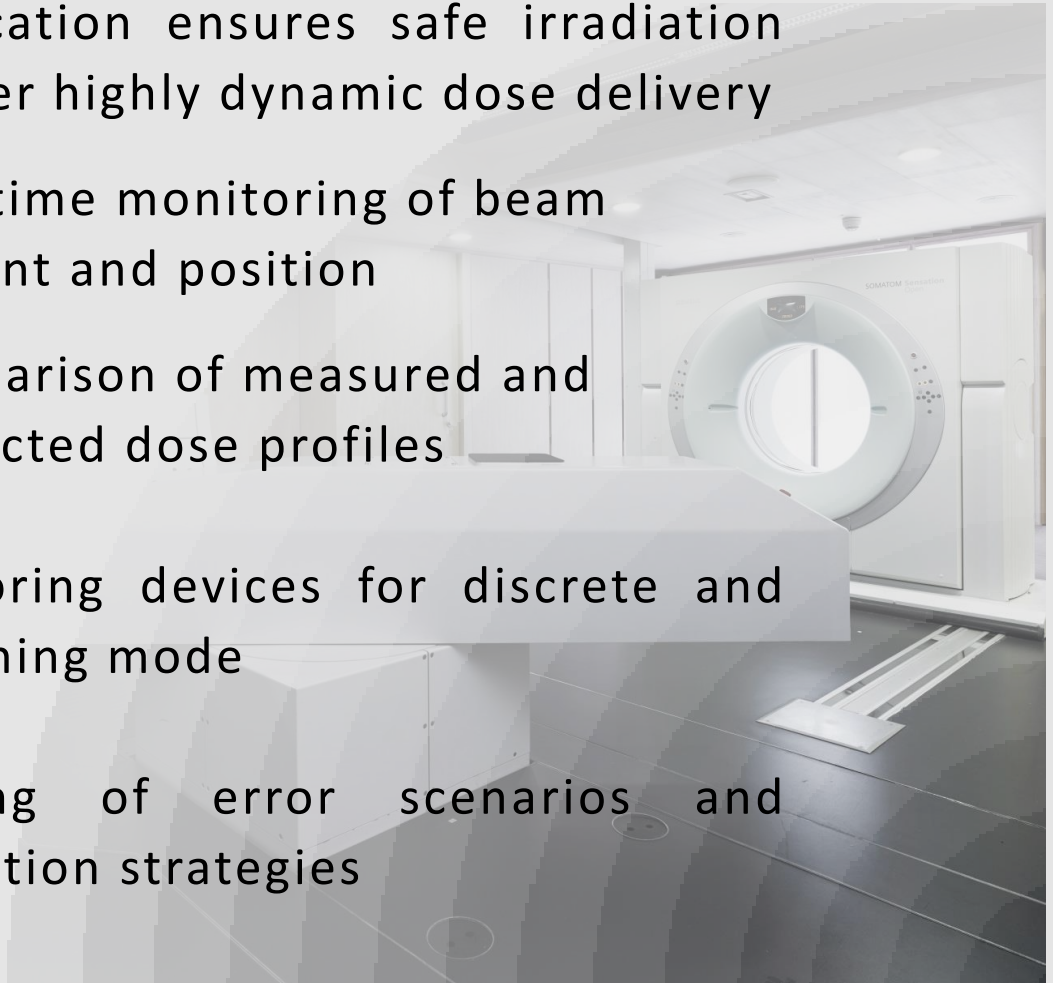 cation ensures safe irradiation
er highly dynamic dose delivery
time monitoring of beam
nt and position
arison of measured and
cted dose profiles
oring devices for discrete and
ning mode
ng of error scenarios and
tion strategies
SOMATOM